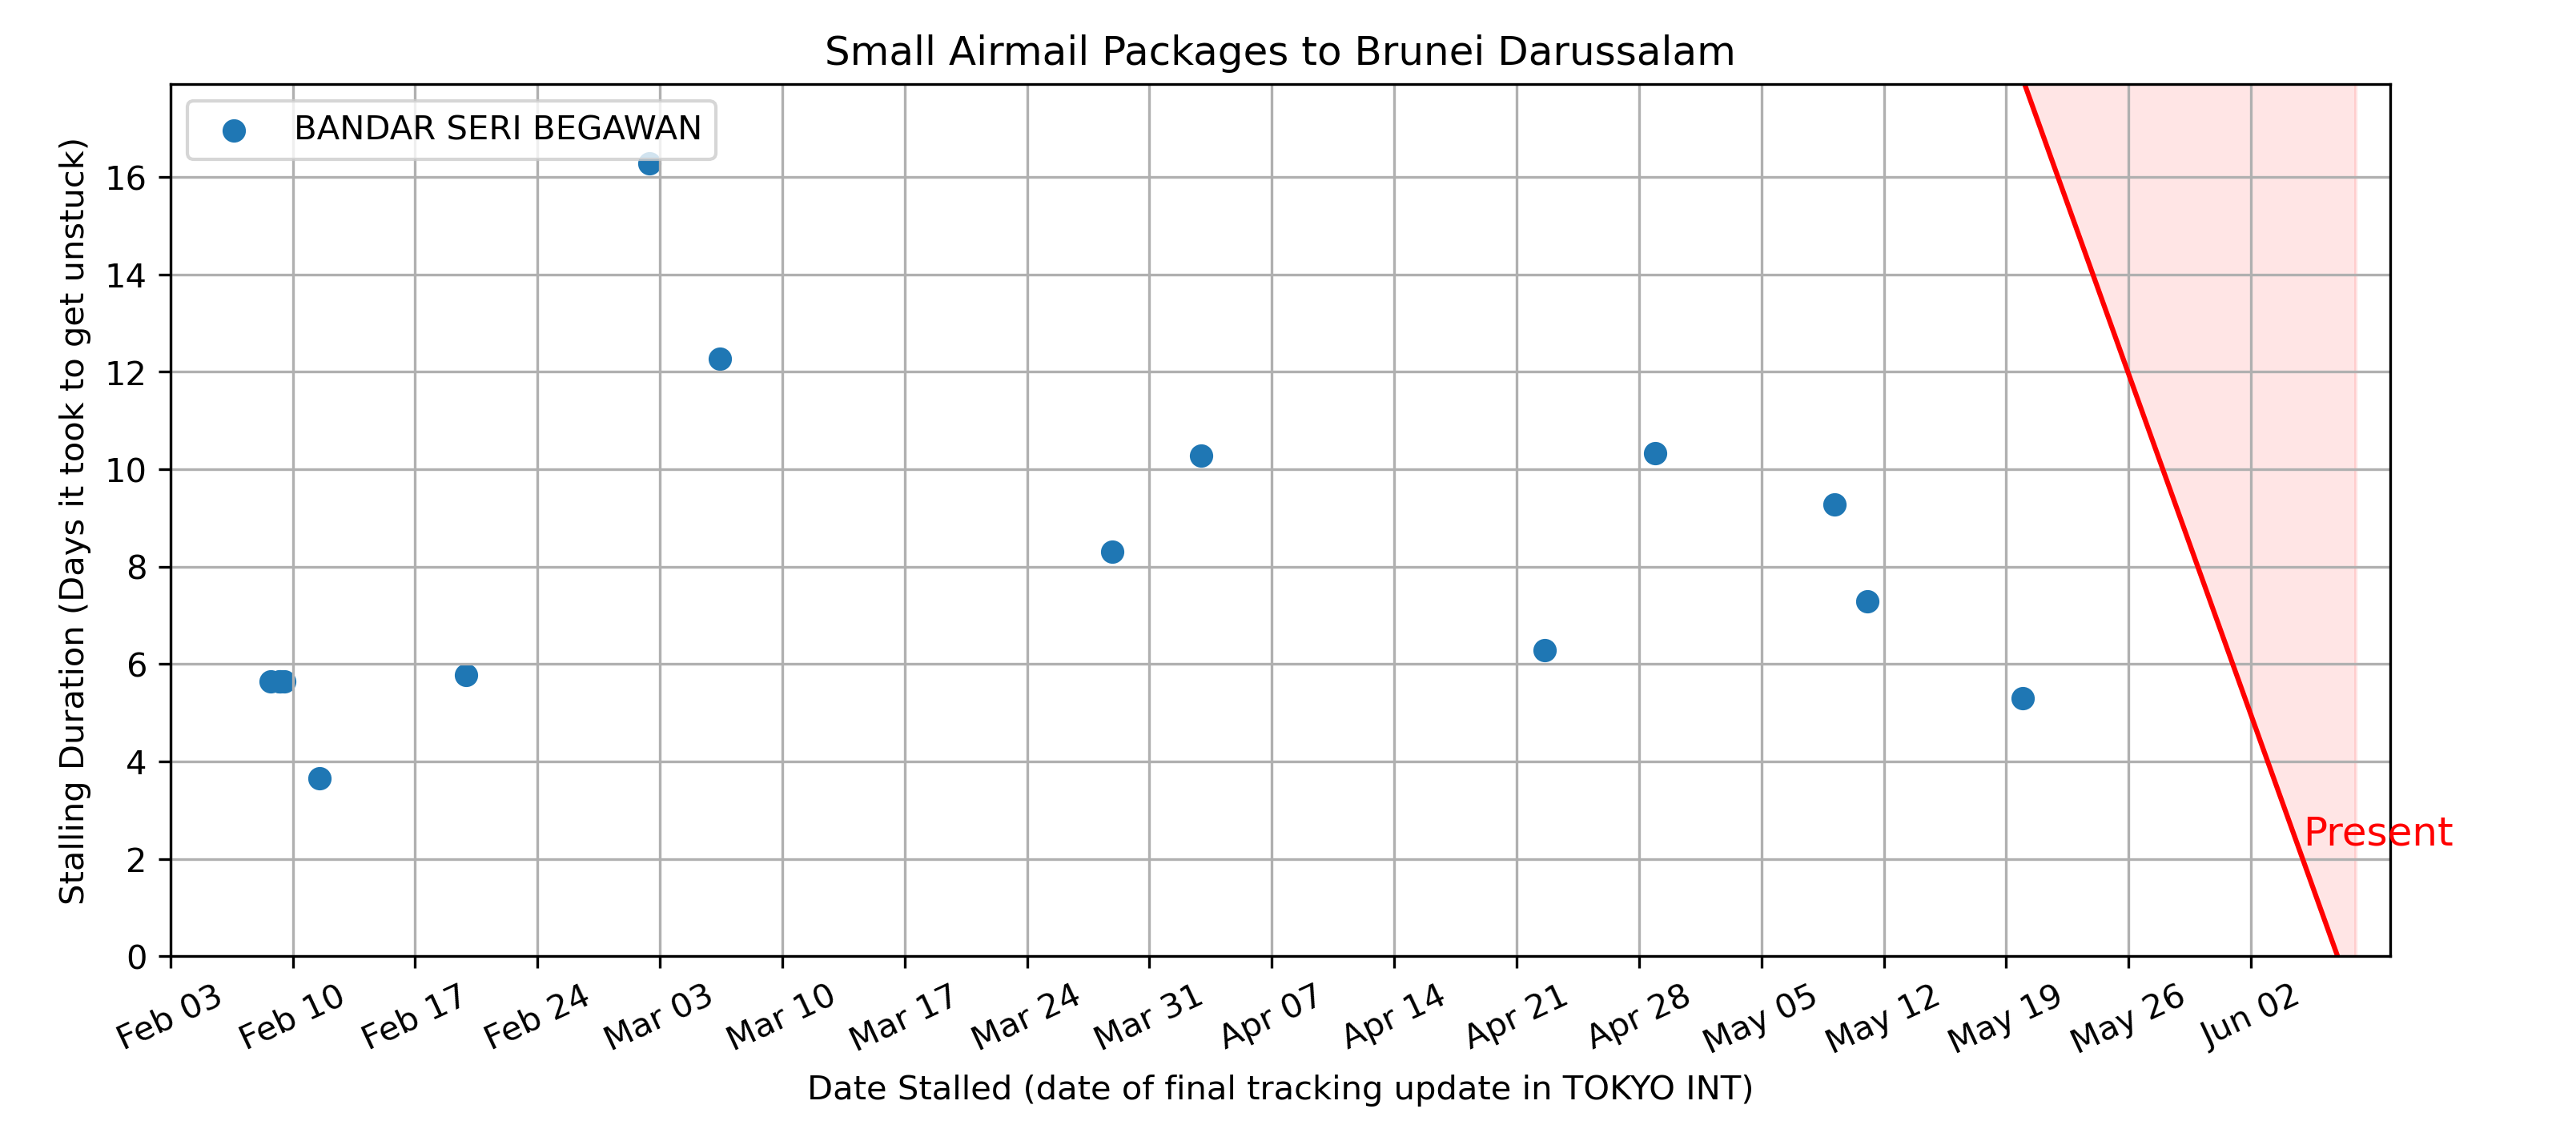 Small Airmail Packages to Brunei Darussalam
BANDAR SERI BEGAWAN
Stalling Duration (Days it took to get unstuck)
16
14
12
10
8
6
4
2
0
Present
Feb 03
Feb 10
Feb 17
Feb 24
Mar 03
Mar 10
Mar 17
Mar 24
Mar 31
Apr 07
Apr 14
Apr 21
Apr 28
May 05
May 12
May 19
May 26
Jun 02
Date Stalled (date of final tracking update in TOKYO INT)